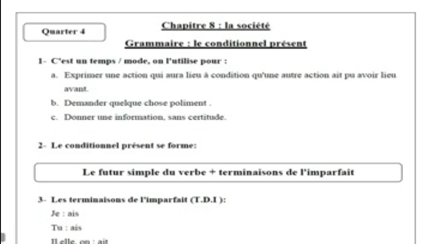 Quarter 4
Chapitre 8 : la société
Grammaire : le conditionnel présent
1- C'est un temps / mode, on l'utilise pour :
a. Exprimer une action qui aura lieu à condition qu'une autre action ait pu avoir lieu
avant.
b. Demander quelque chose poliment .
c. Donner une information, sans certitude.
2- Le conditionnel présent se forme:
Le futur simple du verbe + terminaisons de l'imparfait
3- Les terminaisons de l'imparfait (T.D.I ):
Je : ais
Tu : ais
Il elle, on : ait